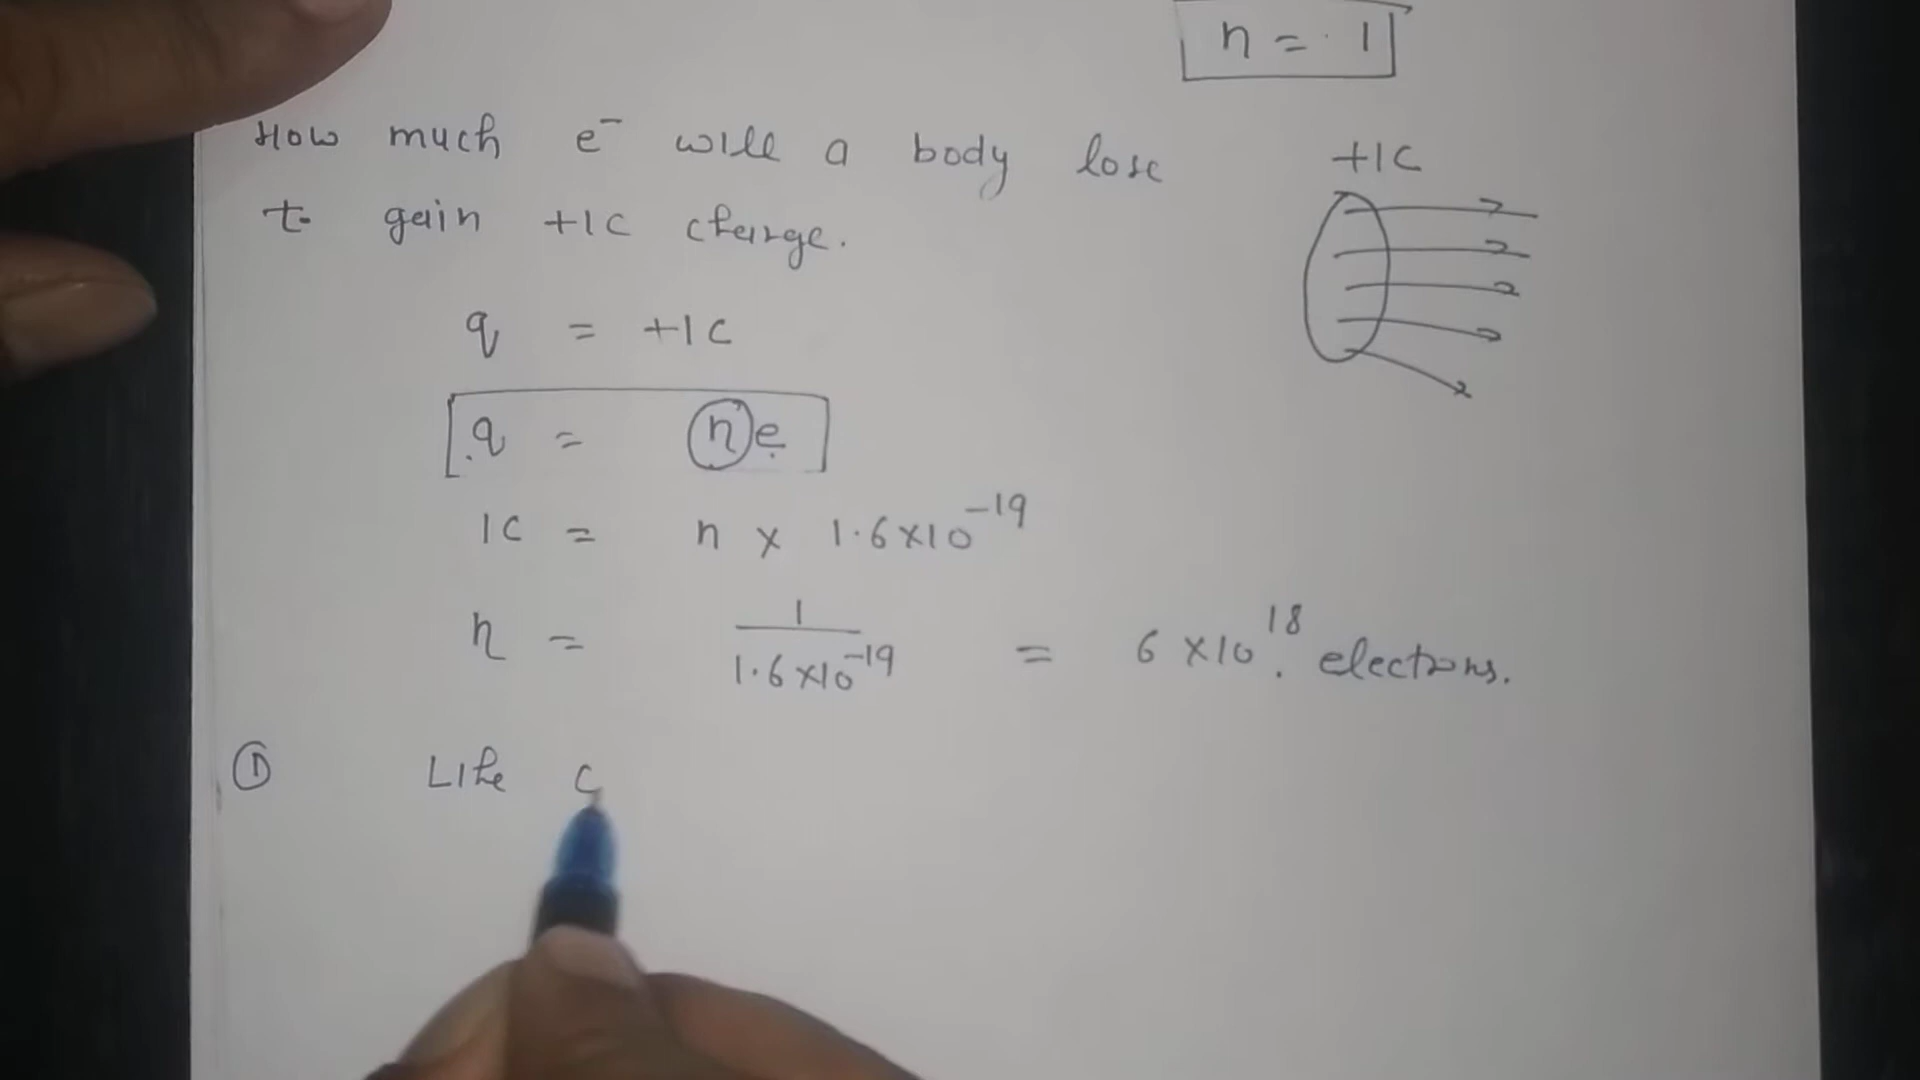 n = 1
How much e⁻ will a body lose
to gain +1C charge.
+1C
q = +1C
q = ne
1C = n × 1.6×10⁻¹⁹
n = 1/1.6×10⁻¹⁹ = 6×10¹⁸ electrons.
① Like c